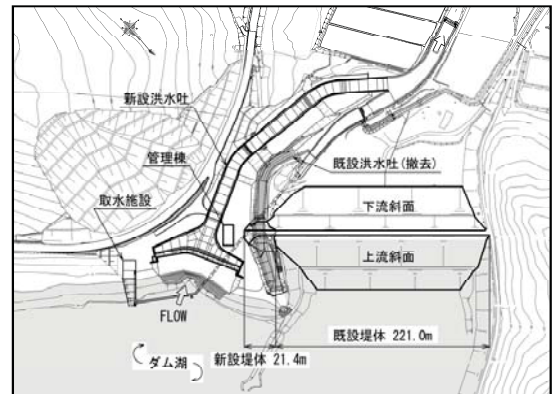 新設洪水吐
管理棟
取水施設
既設洪水吐(撤去)
下流斜面
上流斜面
FLOW
新設堤体 21.4m
既設堤体 221.0m
ダム湖